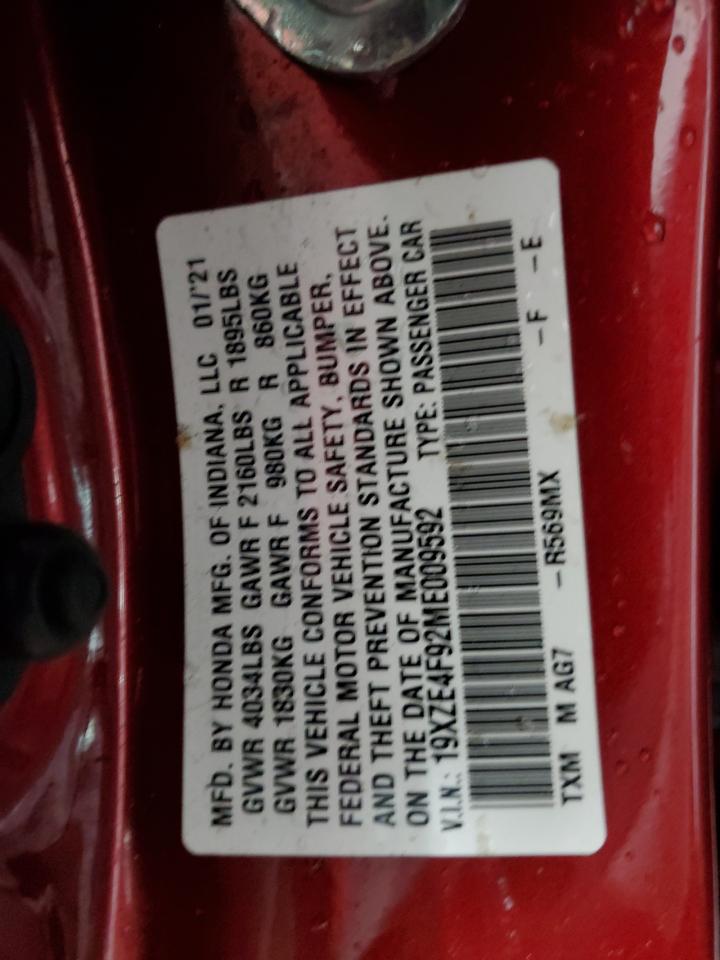 MFD. BY HONDA MFG. OF INDIANA, LLC 01/'21
GVWR 4034LBS GAWR F 2160LBS R 1895LBS
GVWR 1830KG GAWR F 980KG R 860KG
THIS VEHICLE CONFORMS TO ALL APPLICABLE
FEDERAL MOTOR VEHICLE SAFETY, BUMPER,
AND THEFT PREVENTION STANDARDS IN EFFECT
ON THE DATE OF MANUFACTURE SHOWN ABOVE.
V.I.N.: 19XZE4F92ME009592 TYPE: PASSENGER CAR
TXM M AG7 -R569MX -F -E